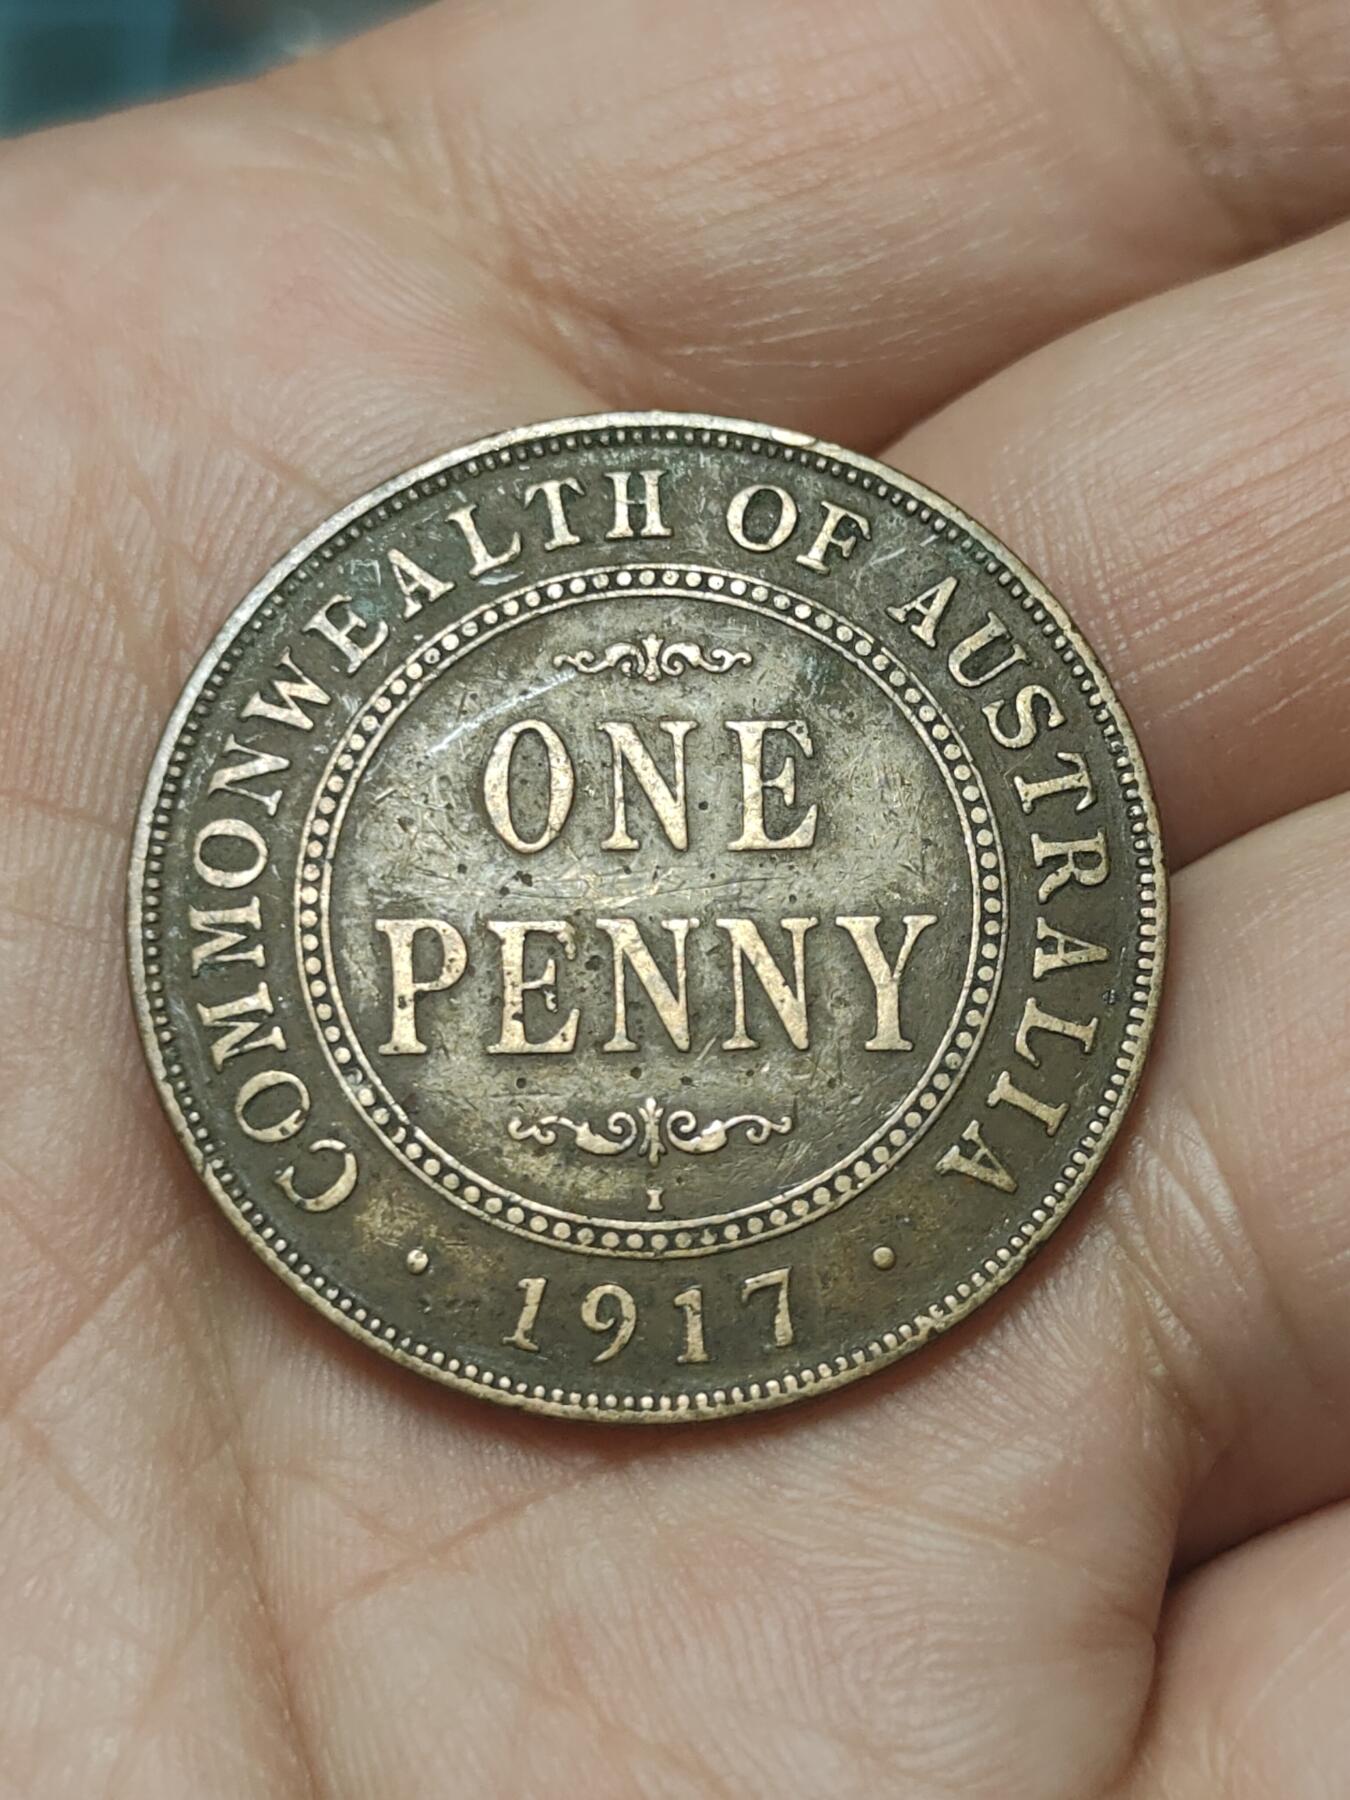 COMMONWEALTH OF AUSTRALIA
ONE
PENNY
I
· 1917 ·